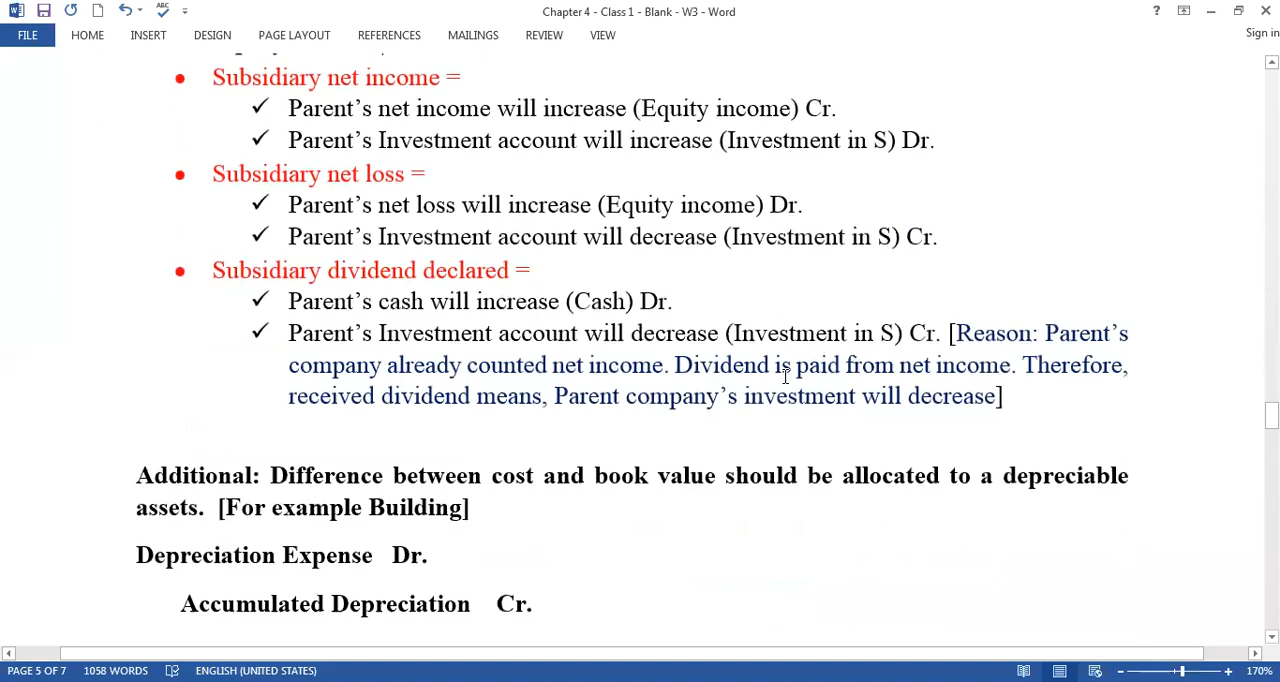 Chapter 4 - Class 1 - Blank - W3 - Word
?
FILE HOME INSERT DESIGN PAGE LAYOUT REFERENCES MAILINGS REVIEW VIEW Sign in
Subsidiary net income =
Parent's net income will increase (Equity income) Cr.
Parent's Investment account will increase (Investment in S) Dr.
Subsidiary net loss =
Parent's net loss will increase (Equity income) Dr.
Parent's Investment account will decrease (Investment in S) Cr.
Subsidiary dividend declared =
Parent's cash will increase (Cash) Dr.
Parent's Investment account will decrease (Investment in S) Cr. [Reason: Parent's
company already counted net income. Dividend is paid from net income. Therefore,
received dividend means, Parent company's investment will decrease]
Additional: Difference between cost and book value should be allocated to a depreciable
assets. [For example Building]
Depreciation Expense Dr.
Accumulated Depreciation Cr.
PAGE 5 OF 7 1058 WORDS ENGLISH (UNITED STATES) 170%